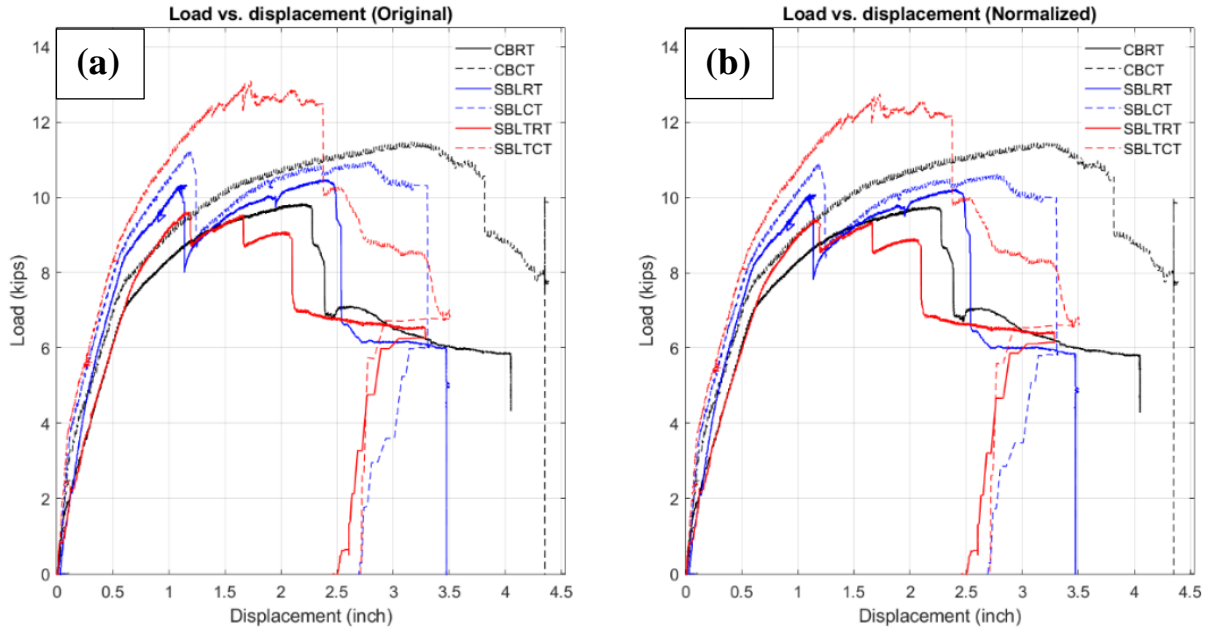 Load vs. displacement (Original)
(a)
CBRT
CBCT
SBLRT
SBLCT
SBLTRT
SBLTCT
14
12
10
8
6
4
2
0
Load (kips)
0 0.5 1 1.5 2 2.5 3 3.5 4 4.5
Displacement (inch)
Load vs. displacement (Normalized)
(b)
CBRT
CBCT
SBLRT
SBLCT
SBLTRT
SBLTCT
14
12
10
8
6
4
2
0
Load (kips)
0 0.5 1 1.5 2 2.5 3 3.5 4 4.5
Displacement (inch)